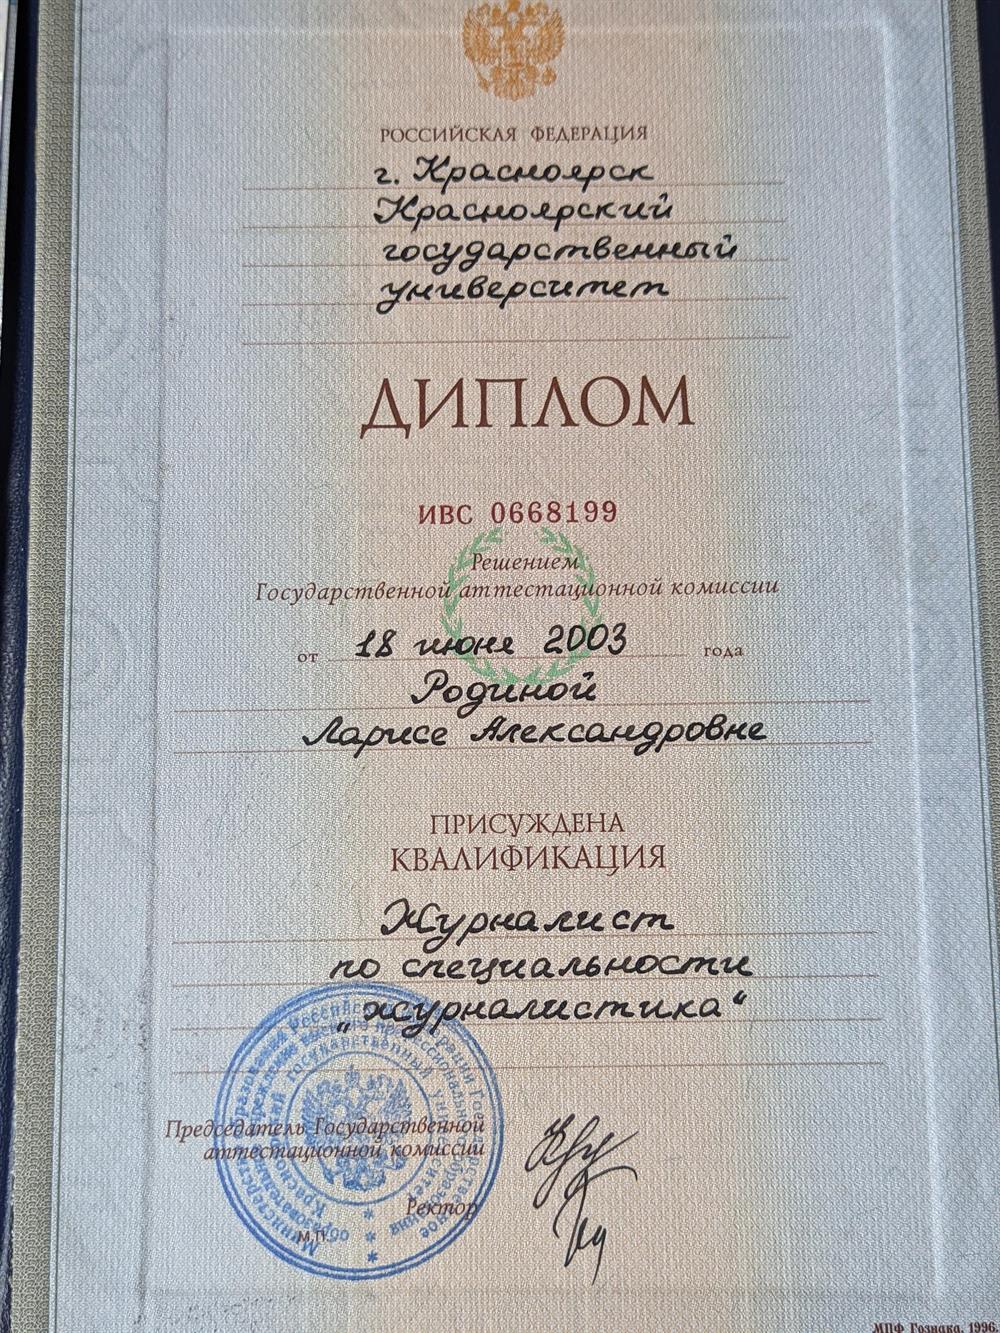 РОССИЙСКАЯ ФЕДЕРАЦИЯ
г. Красноярск
Красноярский
государственный
университет
ДИПЛОМ
ИВС 0668199
Решением
Государственной аттестационной комиссии
от 18 июня 2003 года
Родиной
Ларисе Александровне
ПРИСУЖДЕНА
КВАЛИФИКАЦИЯ
Журналист
по специальности
„журналистика“
Председатель Государственной
аттестационной комиссии
Ректор
М.П.
МПФ Гознака. 1996.